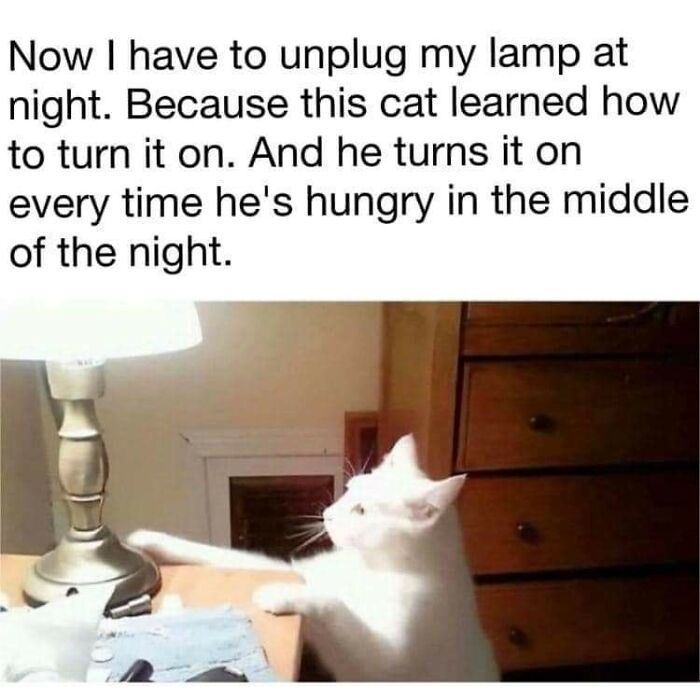 Now I have to unplug my lamp at
night. Because this cat learned how
to turn it on. And he turns it on
every time he's hungry in the middle
of the night.